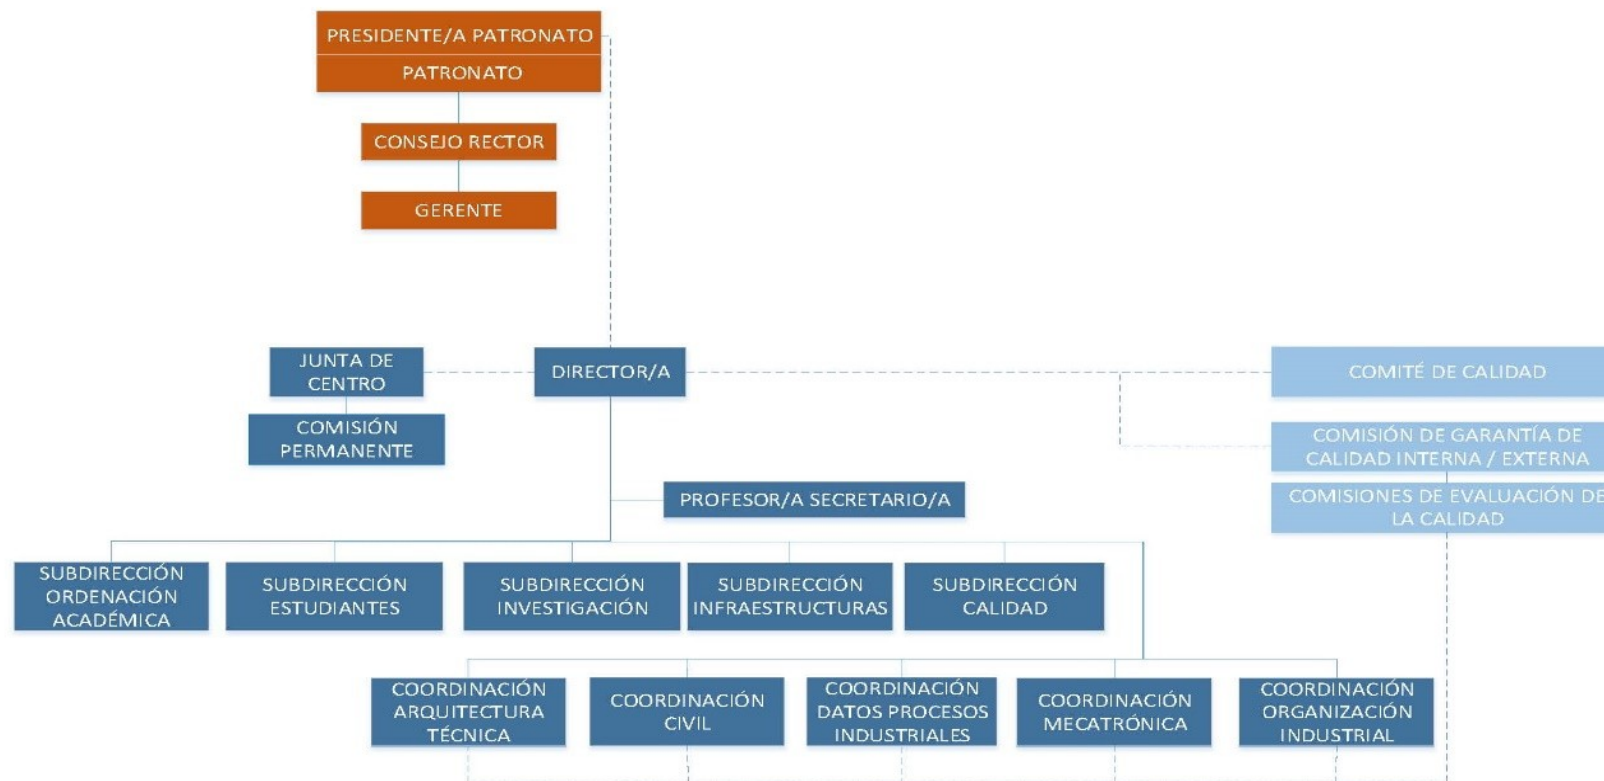 PRESIDENTE/A PATRONATO
PATRONATO
CONSEJO RECTOR
GERENTE
JUNTA DE
CENTRO
DIRECTOR/A
COMITÉ DE CALIDAD
COMISIÓN
PERMANENTE
COMISIÓN DE GARANTÍA DE
CALIDAD INTERNA / EXTERNA
PROFESOR/A SECRETARIO/A
COMISIONES DE EVALUACIÓN DE
LA CALIDAD
SUBDIRECCIÓN
ORDENACIÓN
ACADÉMICA
SUBDIRECCIÓN
ESTUDIANTES
SUBDIRECCIÓN
INVESTIGACIÓN
SUBDIRECCIÓN
INFRAESTRUCTURAS
SUBDIRECCIÓN
CALIDAD
COORDINACIÓN
ARQUITECTURA
TÉCNICA
COORDINACIÓN
CIVIL
COORDINACIÓN
DATOS PROCESOS
INDUSTRIALES
COORDINACIÓN
MECATRÓNICA
COORDINACIÓN
ORGANIZACIÓN
INDUSTRIAL